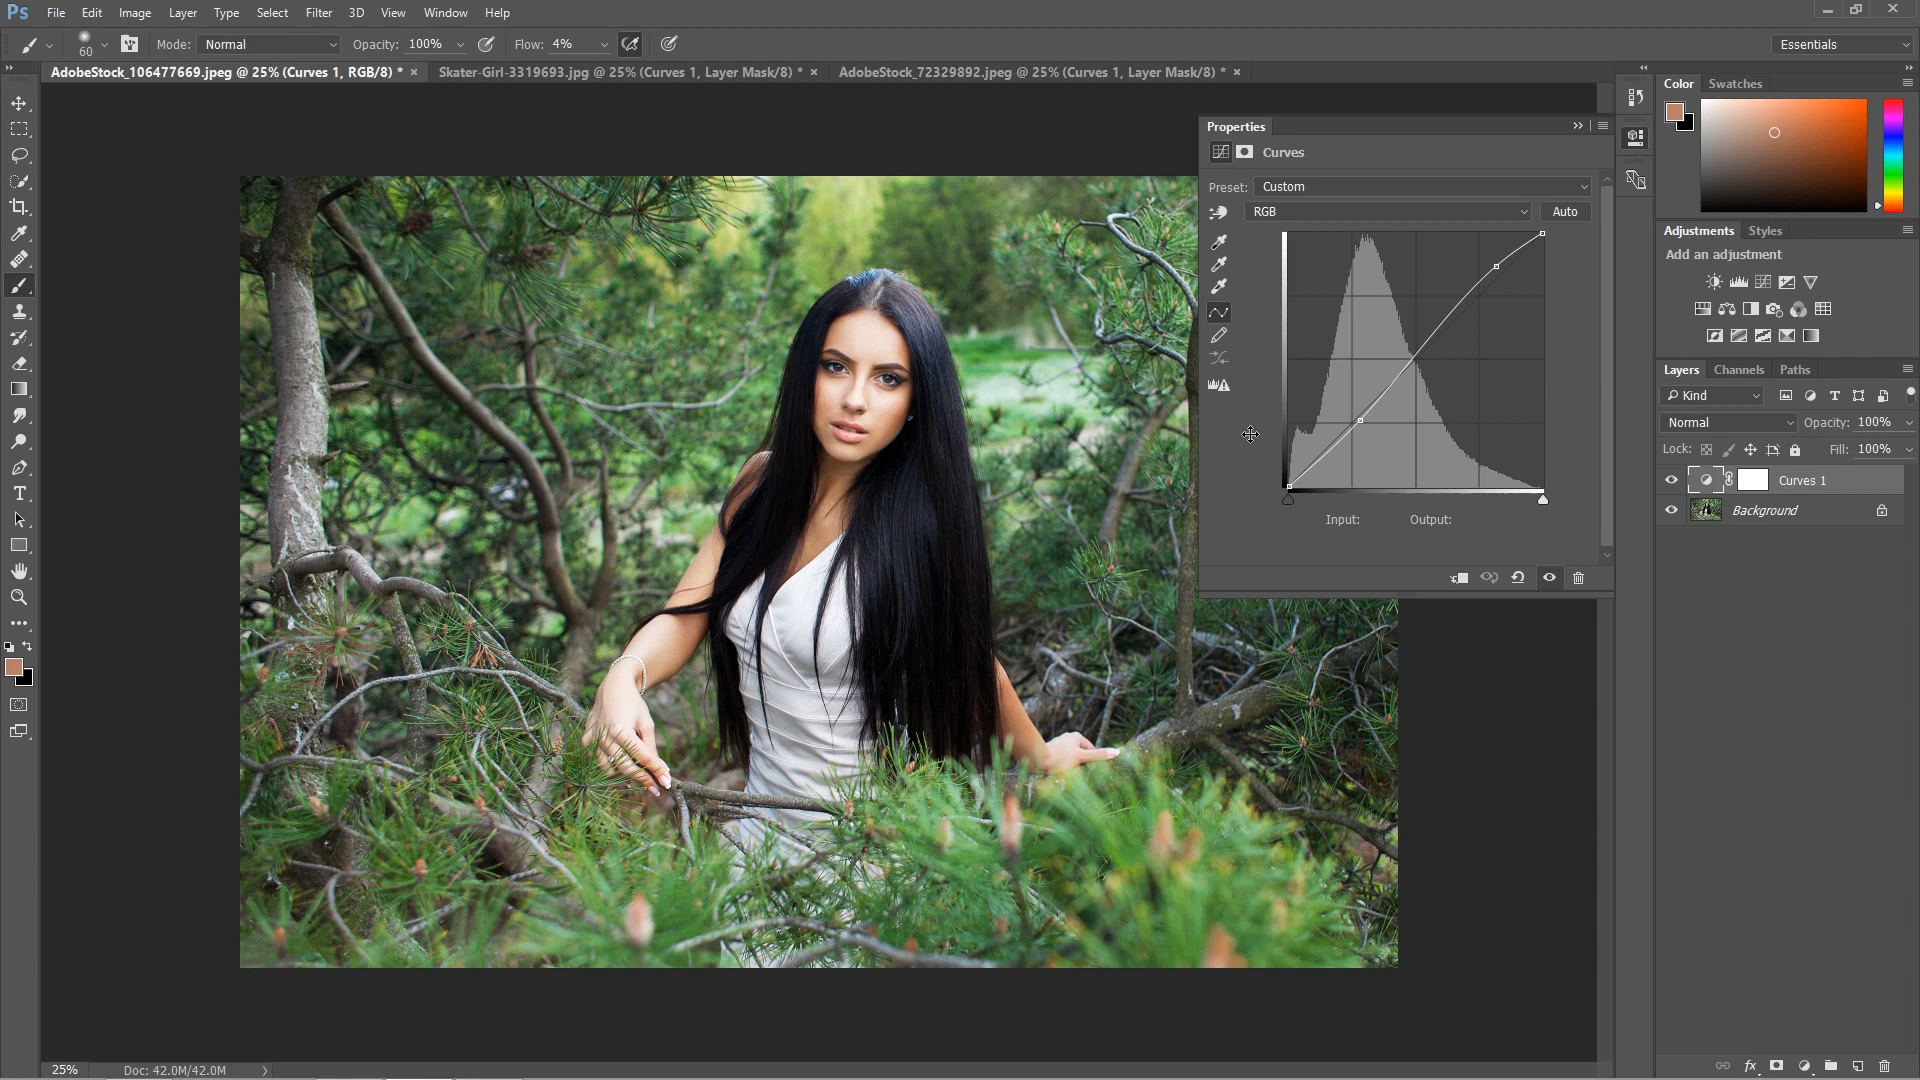 Ps File Edit Image Layer Type Select Filter 3D View Window Help
60 Mode: Normal Opacity: 100% Flow: 4% Essentials
AdobeStock_106477669.jpeg @ 25% (Curves 1, RGB/8) * × Skater-Girl-3319693.jpg @ 25% (Curves 1, Layer Mask/8) * × AdobeStock_72329892.jpeg @ 25% (Curves 1, Layer Mask/8) * ×
Properties
Curves
Preset: Custom
RGB Auto
Input: Output:
Color Swatches
Adjustments Styles
Add an adjustment
Layers Channels Paths
Kind
Normal Opacity: 100%
Lock: Fill: 100%
Curves 1
Background
25% Doc: 42.0M/42.0M